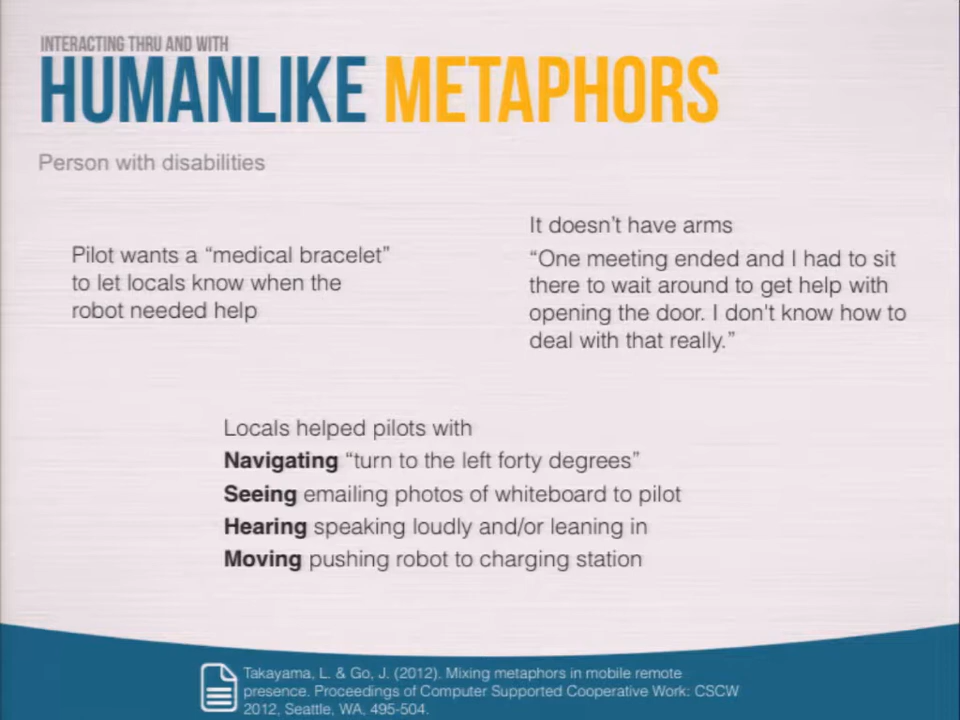 INTERACTING THRU AND WITH
HUMANLIKE METAPHORS
Person with disabilities
Pilot wants a “medical bracelet”
to let locals know when the
robot needed help
It doesn’t have arms
“One meeting ended and I had to sit
there to wait around to get help with
opening the door. I don't know how to
deal with that really.”
Locals helped pilots with
Navigating “turn to the left forty degrees”
Seeing emailing photos of whiteboard to pilot
Hearing speaking loudly and/or leaning in
Moving pushing robot to charging station
Takayama, L. & Go, J. (2012). Mixing metaphors in mobile remote
presence. Proceedings of Computer Supported Cooperative Work: CSCW
2012, Seattle, WA, 495-504.